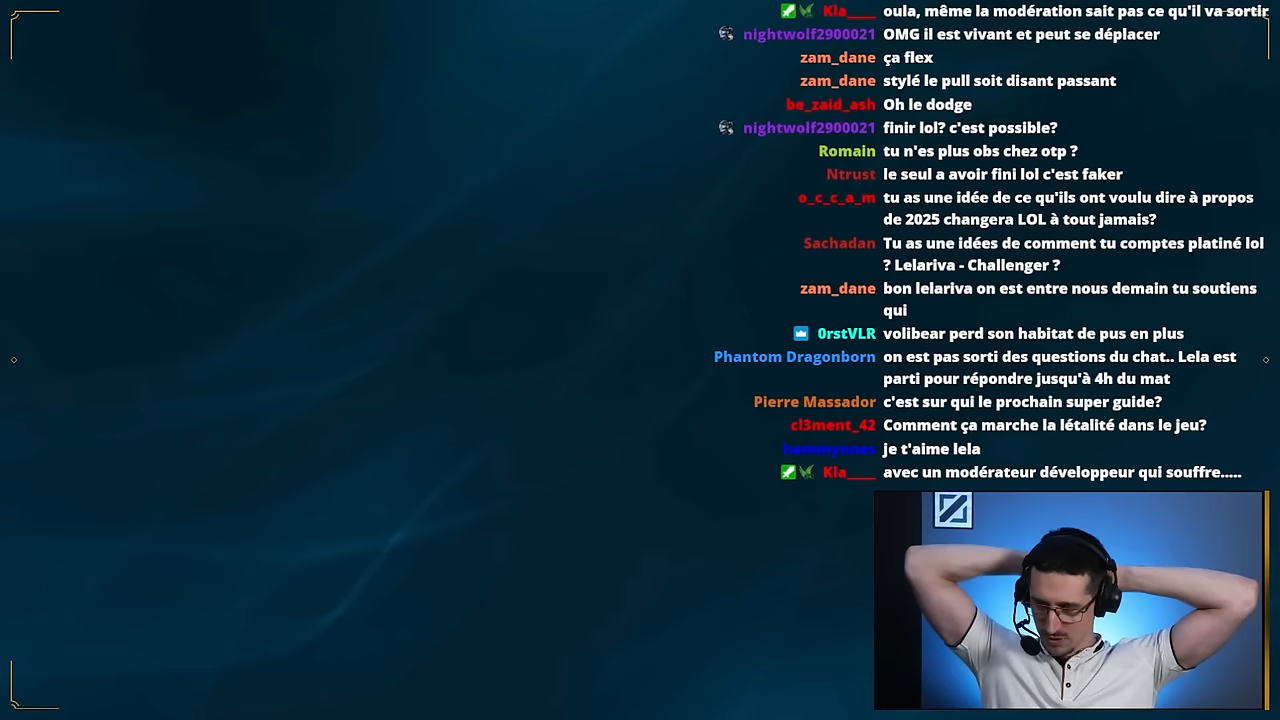 Kla____ oula, même la modération sait pas ce qu'il va sortir
nightwolf2900021 OMG il est vivant et peut se déplacer
zam_dane ça flex
zam_dane stylé le pull soit disant passant
be_zaid_ash Oh le dodge
nightwolf2900021 finir lol? c'est possible?
Romain tu n'es plus obs chez otp ?
Ntrust le seul a avoir fini lol c'est faker
o_c_c_a_m tu as une idée de ce qu'ils ont voulu dire à propos
de 2025 changera LOL à tout jamais?
Sachadan Tu as une idées de comment tu comptes platiné lol
? Lelariva - Challenger ?
zam_dane bon lelariva on est entre nous demain tu soutiens
qui
0rstVLR volibear perd son habitat de pus en plus
Phantom Dragonborn on est pas sorti des questions du chat.. Lela est
parti pour répondre jusqu'à 4h du mat
Pierre Massador c'est sur qui le prochain super guide?
cl3ment_42 Comment ça marche la létalité dans le jeu?
je t'aime lela
Kla____ avec un modérateur développeur qui souffre.....